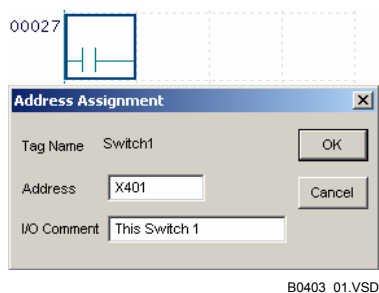 00027
Address Assignment
Tag Name Switch1 OK
Address X401 Cancel
I/O Comment This Switch 1
B0403_01.VSD